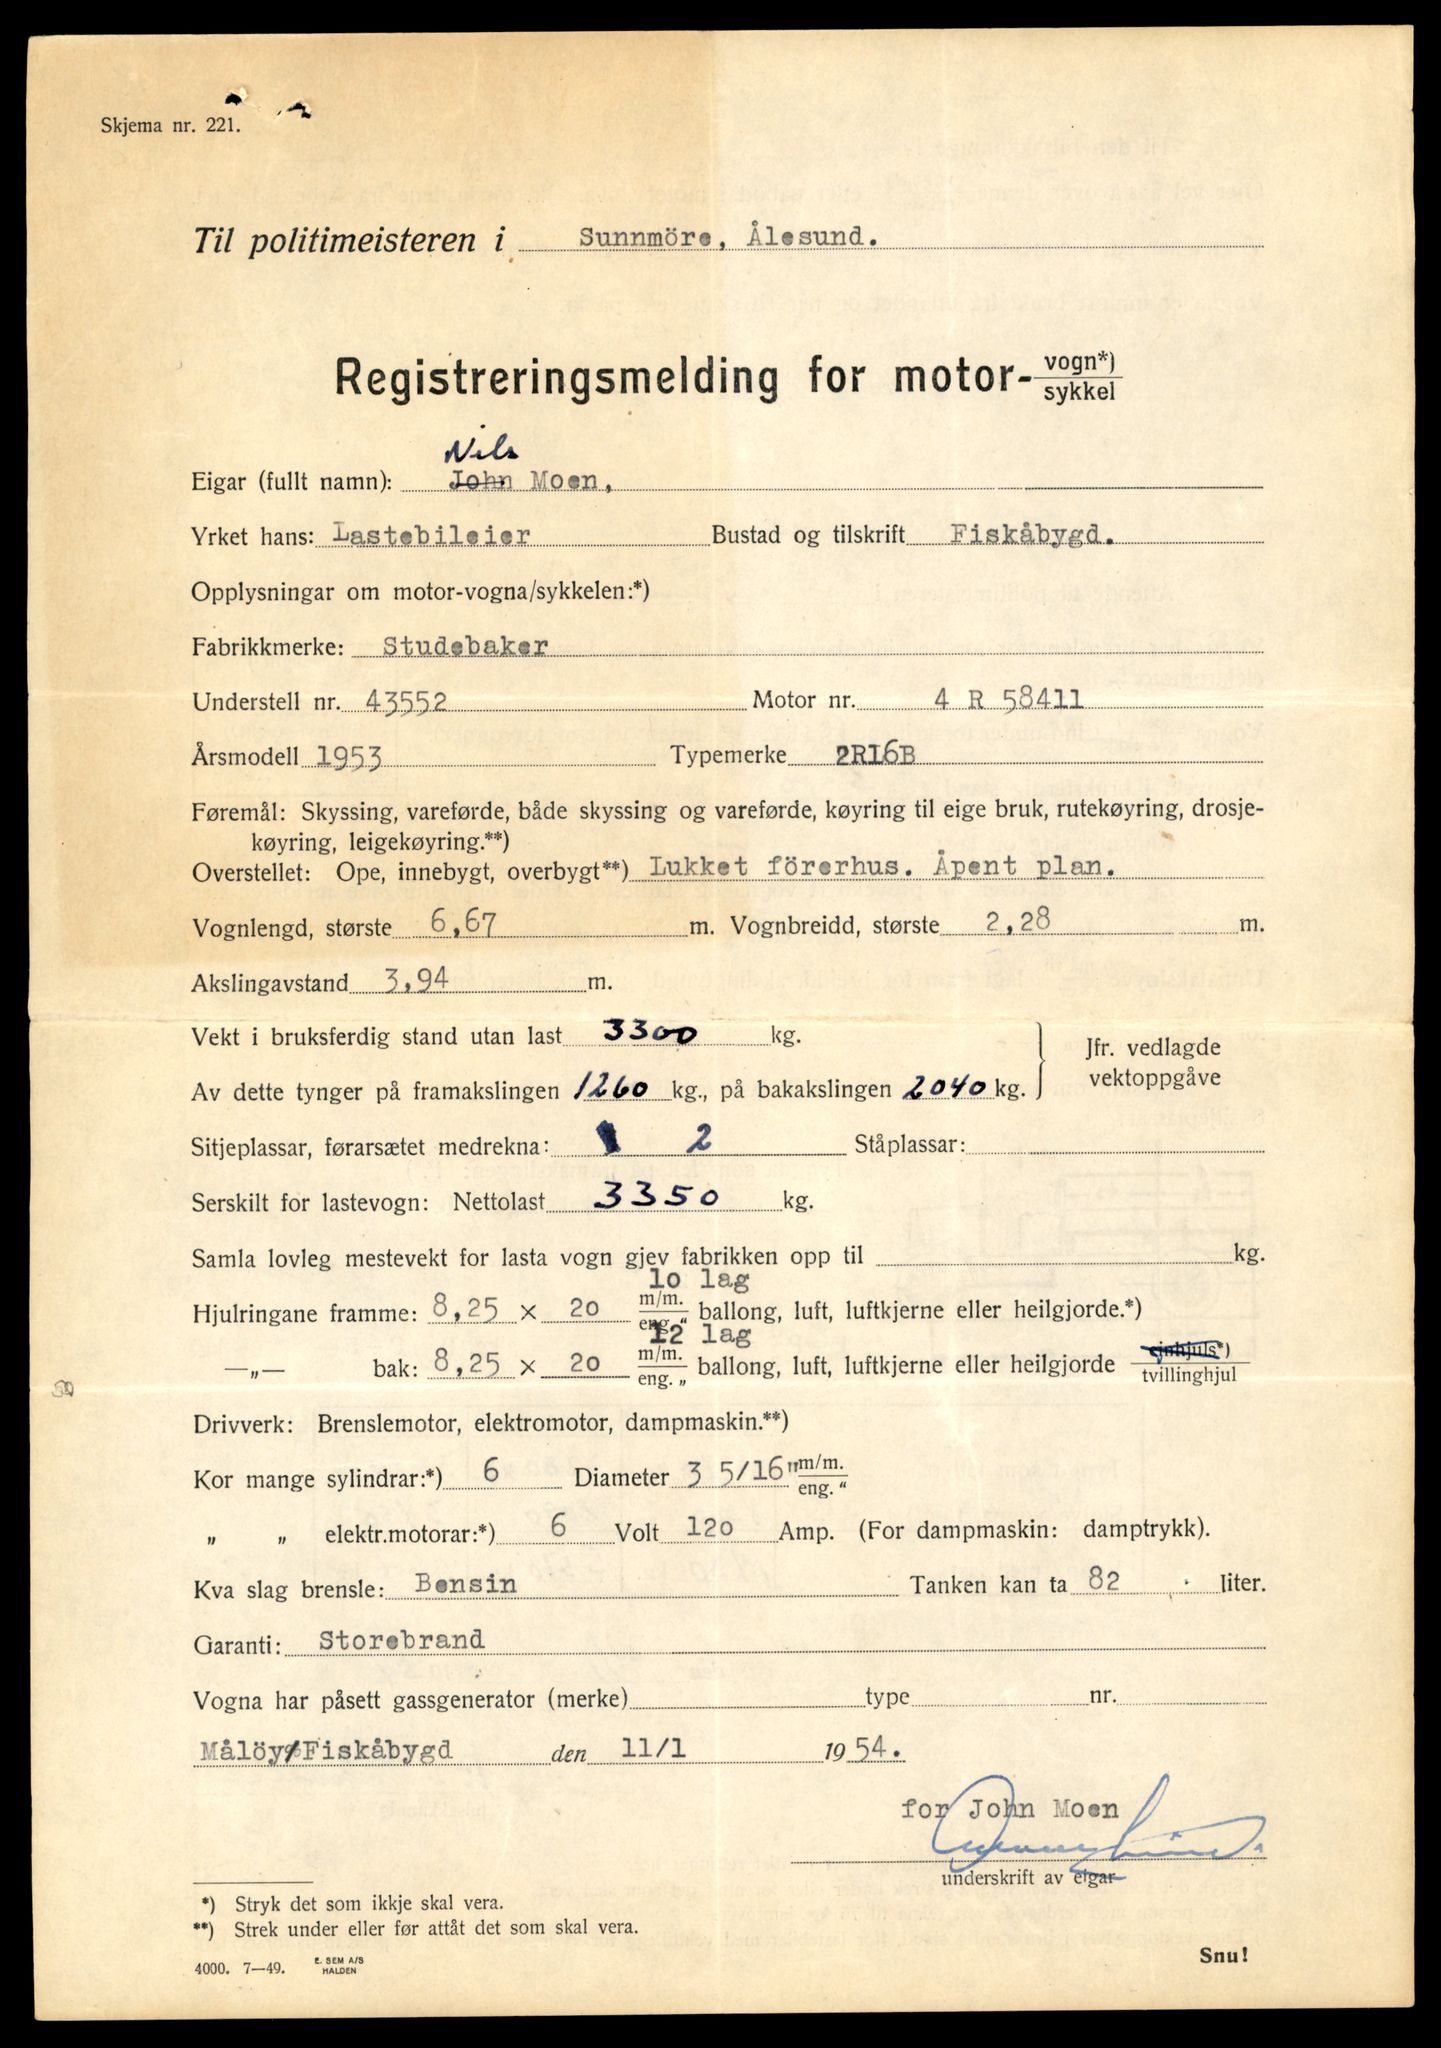 Skjema nr. 221.
Til politimeisteren i Sunnmöre, Ålesund.
Registreringsmelding for motor- vogn*) sykkel
Nils
Eigar (fullt namn): John Moen,
Yrket hans: Lastebileier Bustad og tilskrift Fiskåbygd.
Opplysningar om motor-vogna/sykkelen:*)
Fabrikkmerke: Studebaker
Understell nr. 43552 Motor nr. 4 R 58411
Årsmodell 1953 Typemerke 2R16B
Føremål: Skyssing, vareførde, både skyssing og vareførde, køyring til eige bruk, rutekøyring, drosje-
køyring, leigekøyring.**)
Overstellet: Ope, innebygt, overbygt**) Lukket förerhus. Åpent plan.
Vognlengd, største 6,67 m. Vognbreidd, største 2,28 m.
Akslingavstand 3,94 m.
Vekt i bruksferdig stand utan last 3300 kg.
Jfr. vedlagde
Av dette tynger på framakslingen 1260 kg., på bakakslingen 2040 kg.
vektoppgåve
Sitjeplassar, førarsætet medrekna: 2 Ståplassar:
Serskilt for lastevogn: Nettolast 3350 kg.
Samla lovleg mestevekt for lasta vogn gjev fabrikken opp til kg.
10 lag
Hjulringane framme: 8,25 × 20 m/m. eng. " ballong, luft, luftkjerne eller heilgjorde.*)
12 lag
—„— bak: 8,25 × 20 m/m. eng. „ ballong, luft, luftkjerne eller heilgjorde einhjuls*) tvillinghjul
Drivverk: Brenslemotor, elektromotor, dampmaskin.**)
Kor mange sylindrar:*) 6 Diameter 3 5/16" m/m. eng. "
„ „ elektr.motorar:*) 6 Volt 120 Amp. (For dampmaskin: damptrykk).
Kva slag brensle: Bensin Tanken kan ta 82 liter.
Garanti: Storebrand
Vogna har påsett gassgenerator (merke) type nr.
Målöy/Fiskåbygd den 11/1 1954.
for John Moen
underskrift av eigar
*) Stryk det som ikkje skal vera.
**) Strek under eller før attåt det som skal vera.
4000. 7—49. E. SEM A/S HALDEN
Snu!